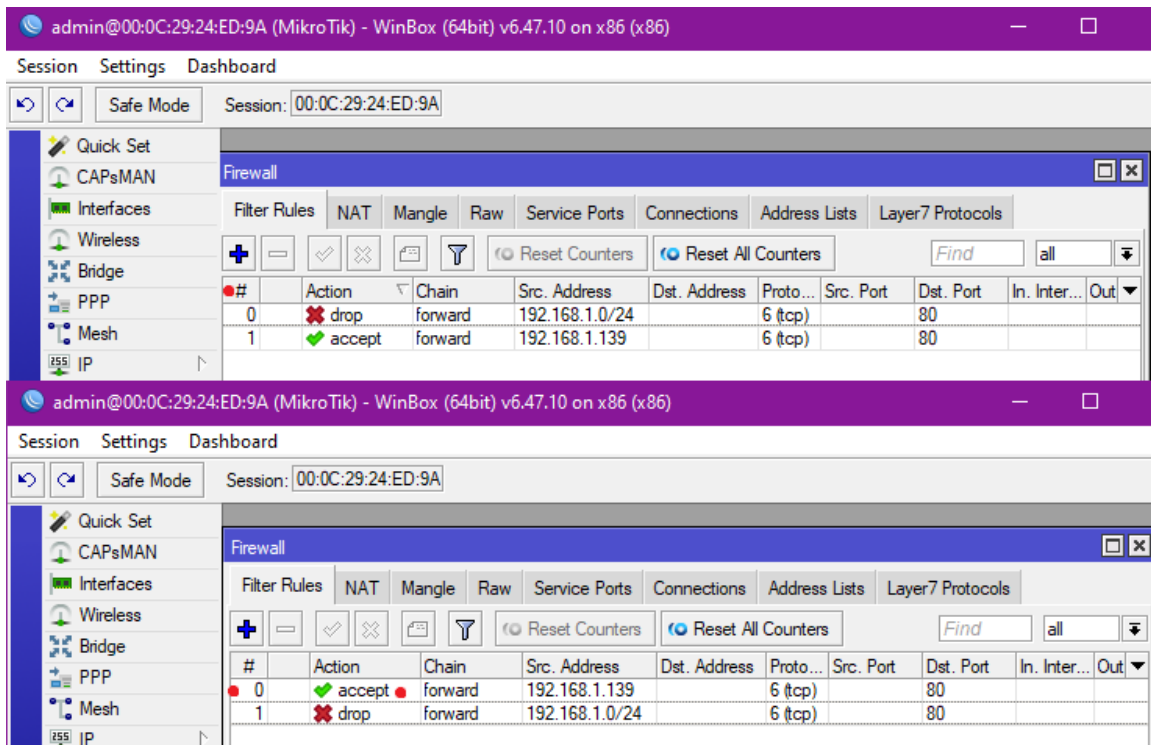 admin@00:0C:29:24:ED:9A (MikroTik) - WinBox (64bit) v6.47.10 on x86 (x86)
Session Settings Dashboard
Safe Mode Session: 00:0C:29:24:ED:9A
Quick Set
CAPsMAN
Interfaces
Wireless
Bridge
PPP
Mesh
255 IP
Firewall
Filter Rules NAT Mangle Raw Service Ports Connections Address Lists Layer7 Protocols
Reset Counters Reset All Counters Find all
# Action Chain Src. Address Dst. Address Proto... Src. Port Dst. Port In. Inter... Out
0 drop forward 192.168.1.0/24 6 (tcp) 80
1 accept forward 192.168.1.139 6 (tcp) 80
admin@00:0C:29:24:ED:9A (MikroTik) - WinBox (64bit) v6.47.10 on x86 (x86)
Session Settings Dashboard
Safe Mode Session: 00:0C:29:24:ED:9A
Quick Set
CAPsMAN
Interfaces
Wireless
Bridge
PPP
Mesh
255 IP
Firewall
Filter Rules NAT Mangle Raw Service Ports Connections Address Lists Layer7 Protocols
Reset Counters Reset All Counters Find all
# Action Chain Src. Address Dst. Address Proto... Src. Port Dst. Port In. Inter... Out
0 accept forward 192.168.1.139 6 (tcp) 80
1 drop forward 192.168.1.0/24 6 (tcp) 80